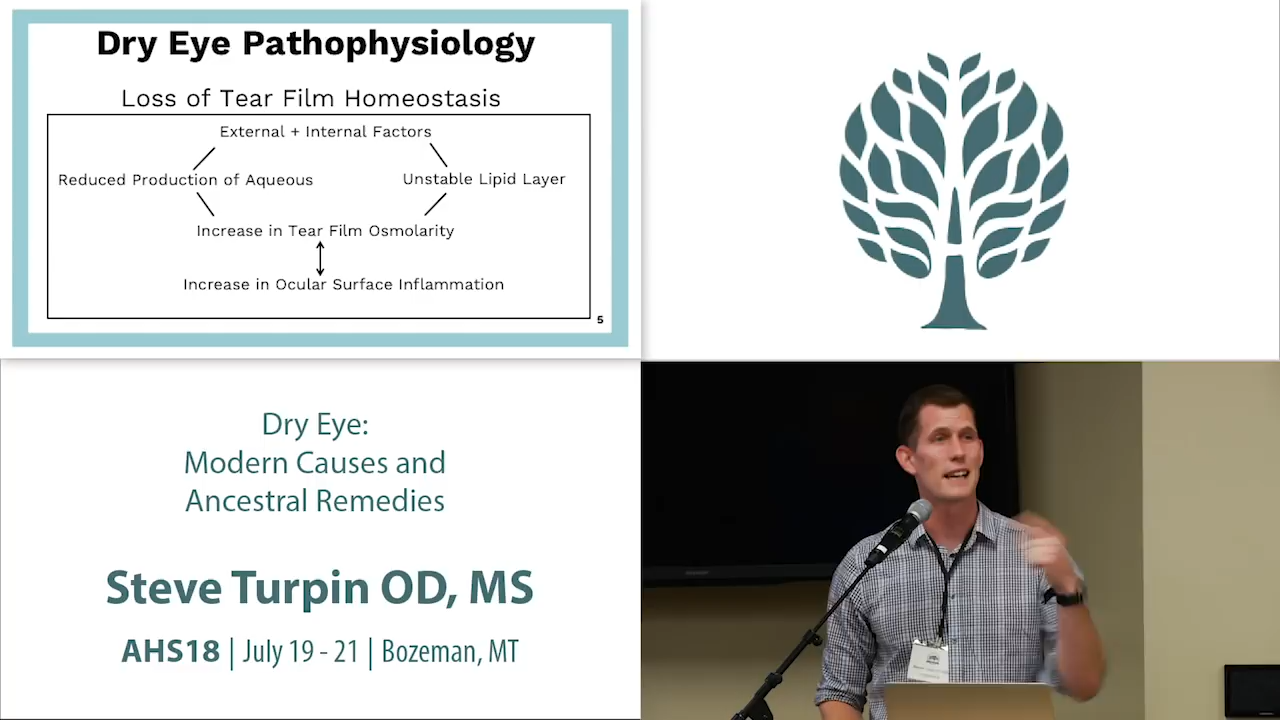 Dry Eye Pathophysiology
Loss of Tear Film Homeostasis
External + Internal Factors
Reduced Production of Aqueous
Unstable Lipid Layer
Increase in Tear Film Osmolarity
Increase in Ocular Surface Inflammation
5
Dry Eye:
Modern Causes and
Ancestral Remedies
Steve Turpin OD, MS
AHS18 | July 19 - 21 | Bozeman, MT